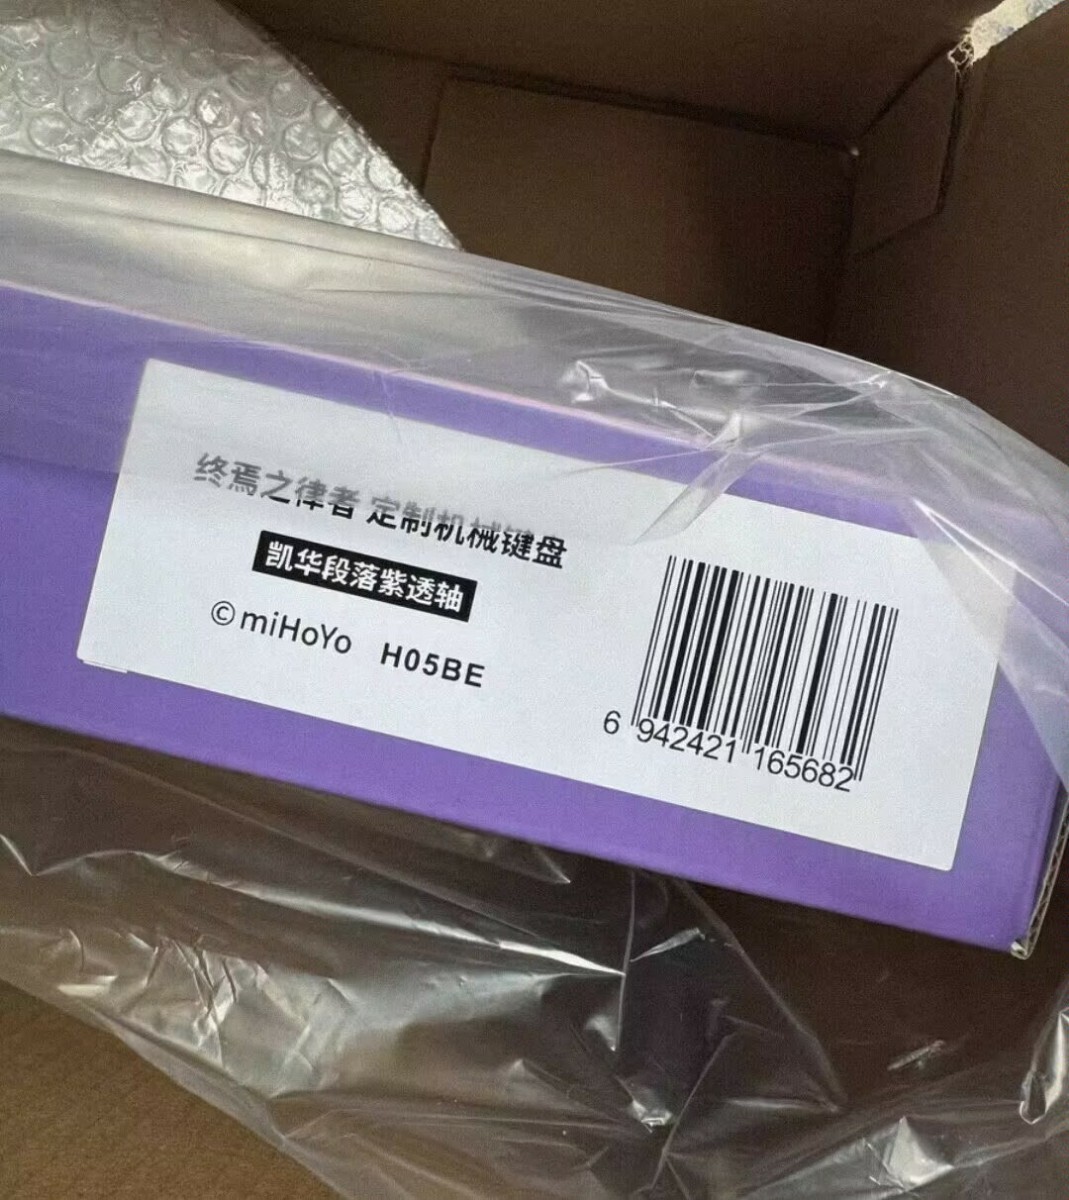 终焉之律者 定制机械键盘
凯华段落紫透轴
©miHoYo H05BE
6 942421 165682